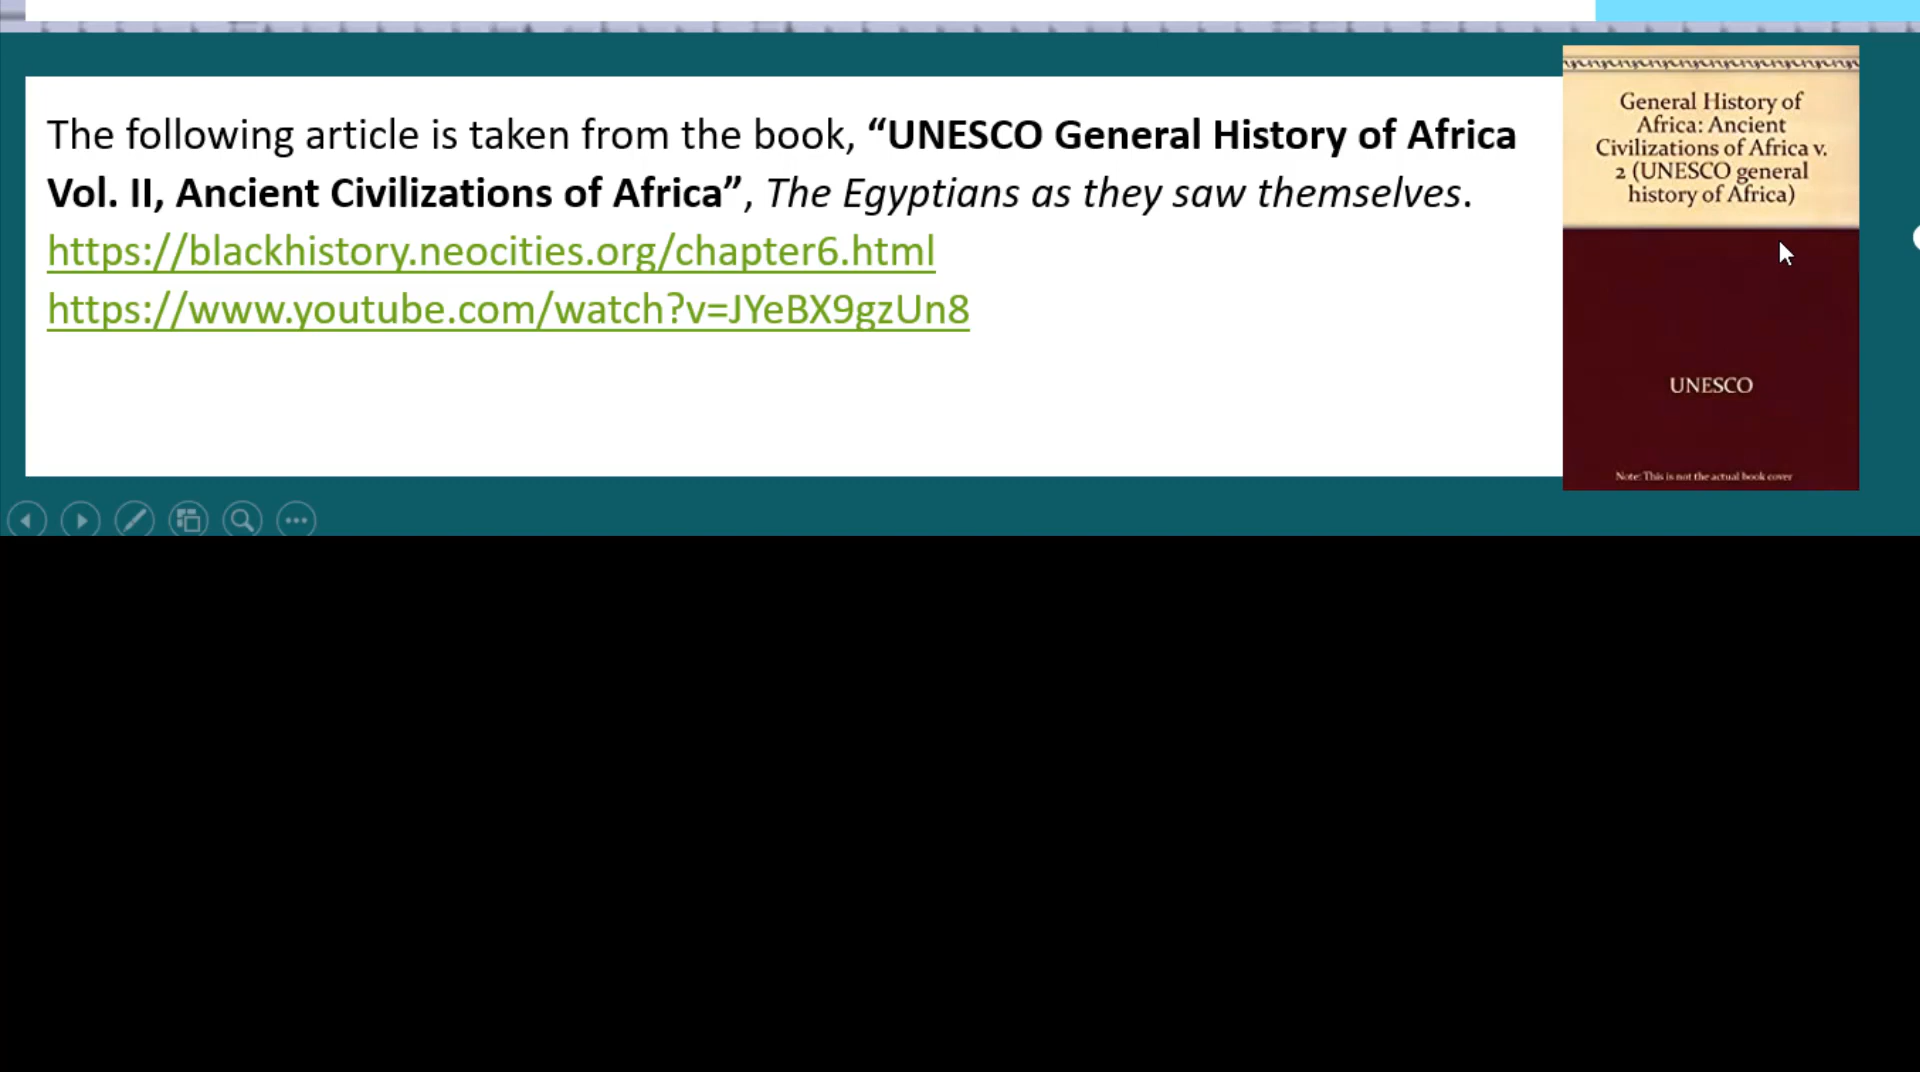 The following article is taken from the book, “UNESCO General History of Africa
Vol. II, Ancient Civilizations of Africa”, The Egyptians as they saw themselves.
https://blackhistory.neocities.org/chapter6.html
https://www.youtube.com/watch?v=JYeBX9gzUn8
General History of
Africa: Ancient
Civilizations of Africa v.
2 (UNESCO general
history of Africa)
UNESCO
Note: This is not the actual book cover